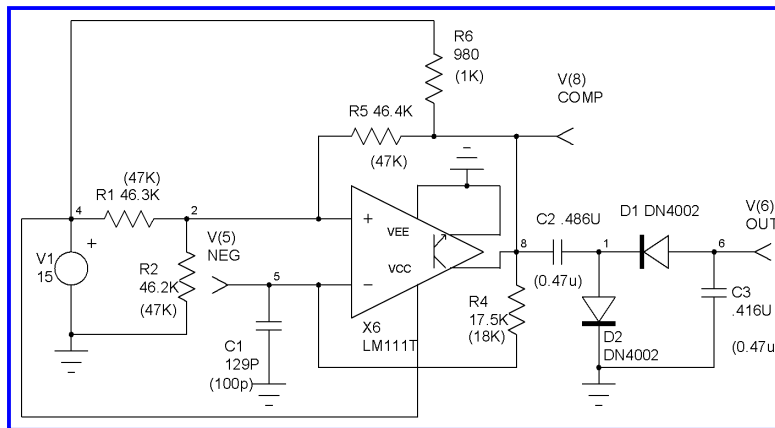 R6
980
(1K)
V(8)
COMP
R5 46.4K
(47K)
(47K)
R1 46.3K
4
2
V1
15
+
R2
46.2K
(47K)
V(5)
NEG
5
+
VEE
VCC
−
X6
LM111T
C1
129P
(100p)
8
C2 .486U
(0.47u)
R4
17.5K
(18K)
1
D1 DN4002
D2
DN4002
V(6)
OUT
6
C3
.416U
(0.47u